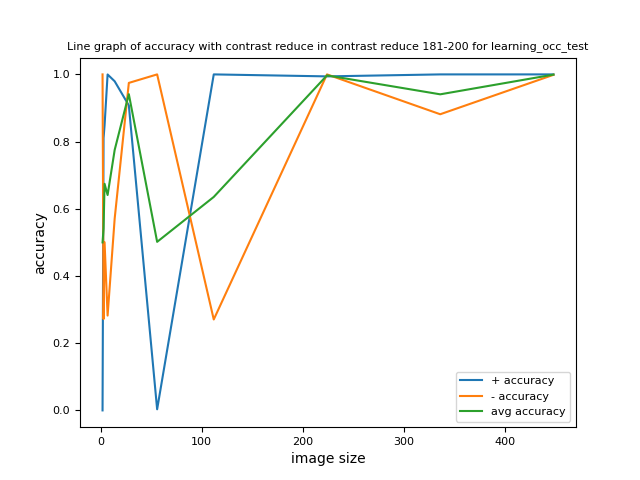 Line graph of accuracy with contrast reduce in contrast reduce 181-200 for learning_occ_test
1.0
0.8
0.6
0.4
0.2
0.0
accuracy
0 100 200 300 400
image size
+ accuracy
- accuracy
avg accuracy